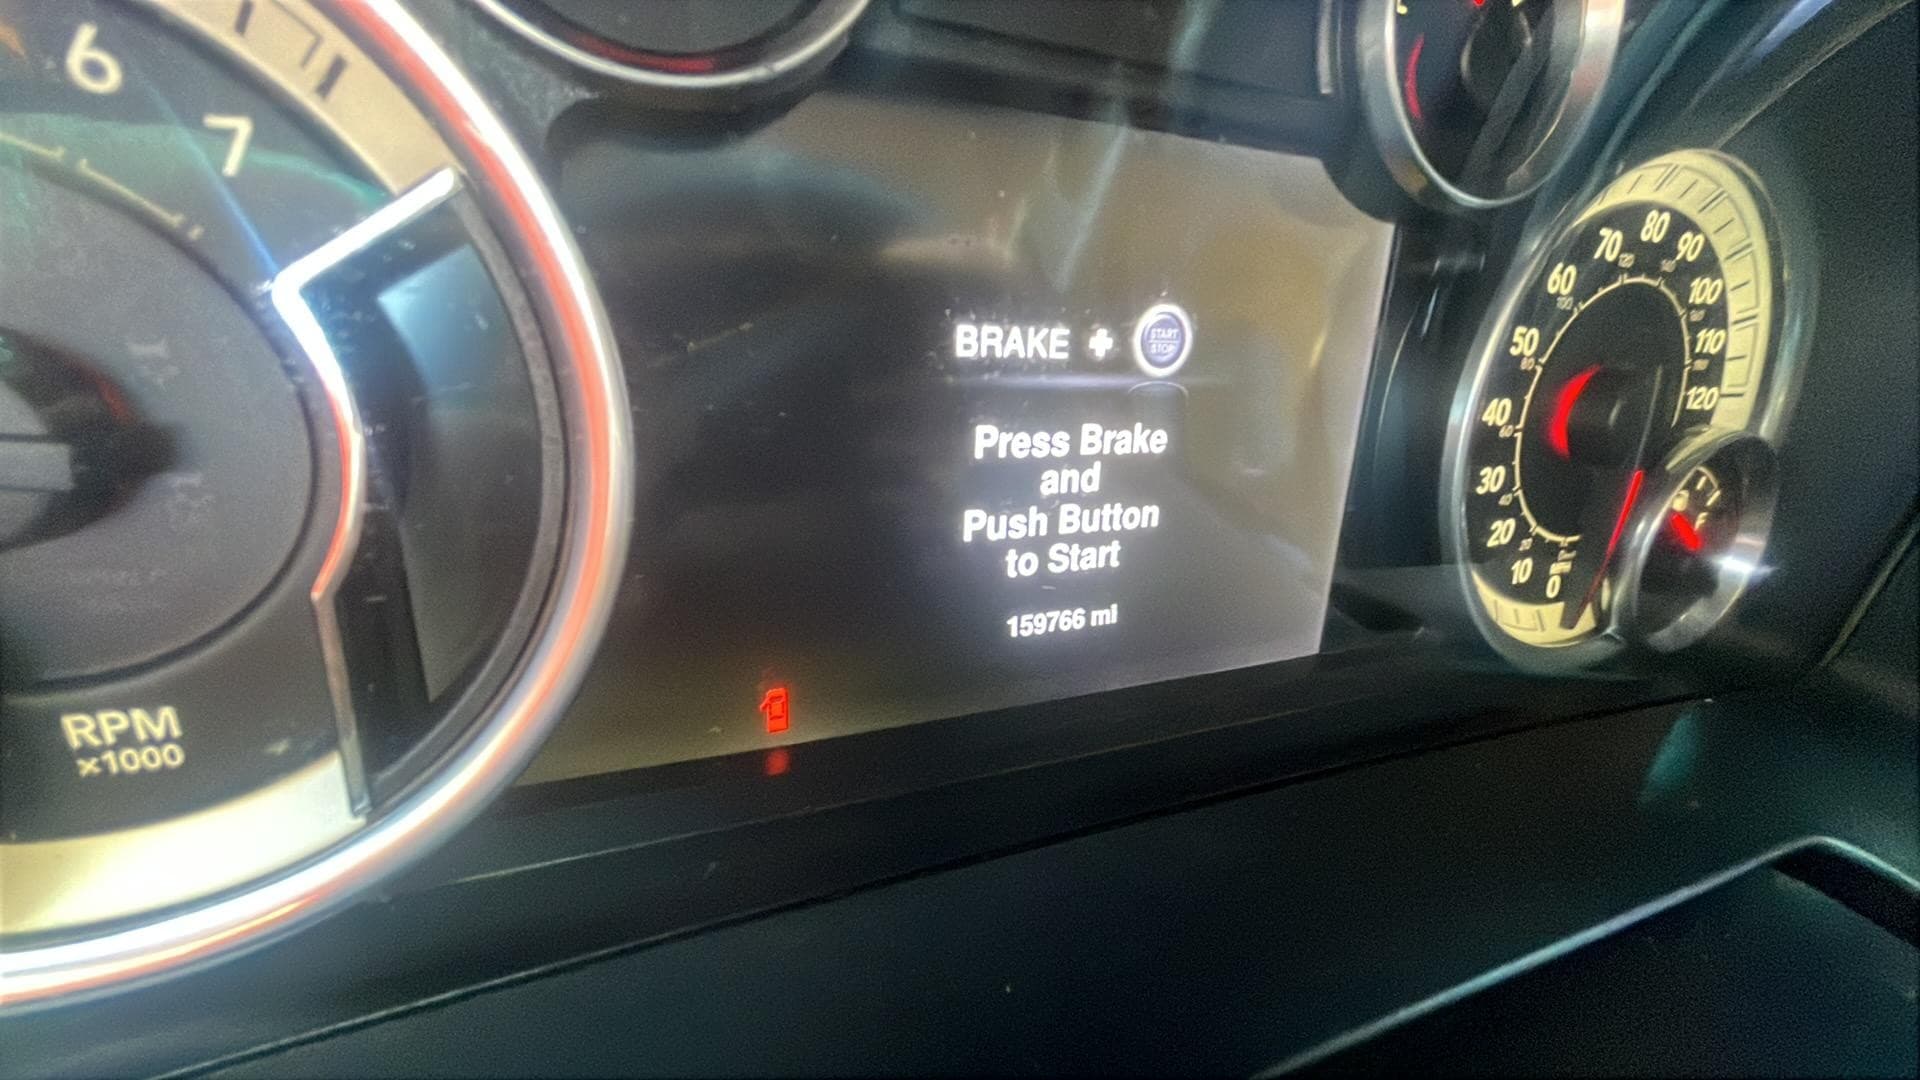 6
7
RPM
×1000
BRAKE + START
STOP
Press Brake
and
Push Button
to Start
159766 mi
80
70
90
60
100
50
110
40
120
30
20
10
0
F